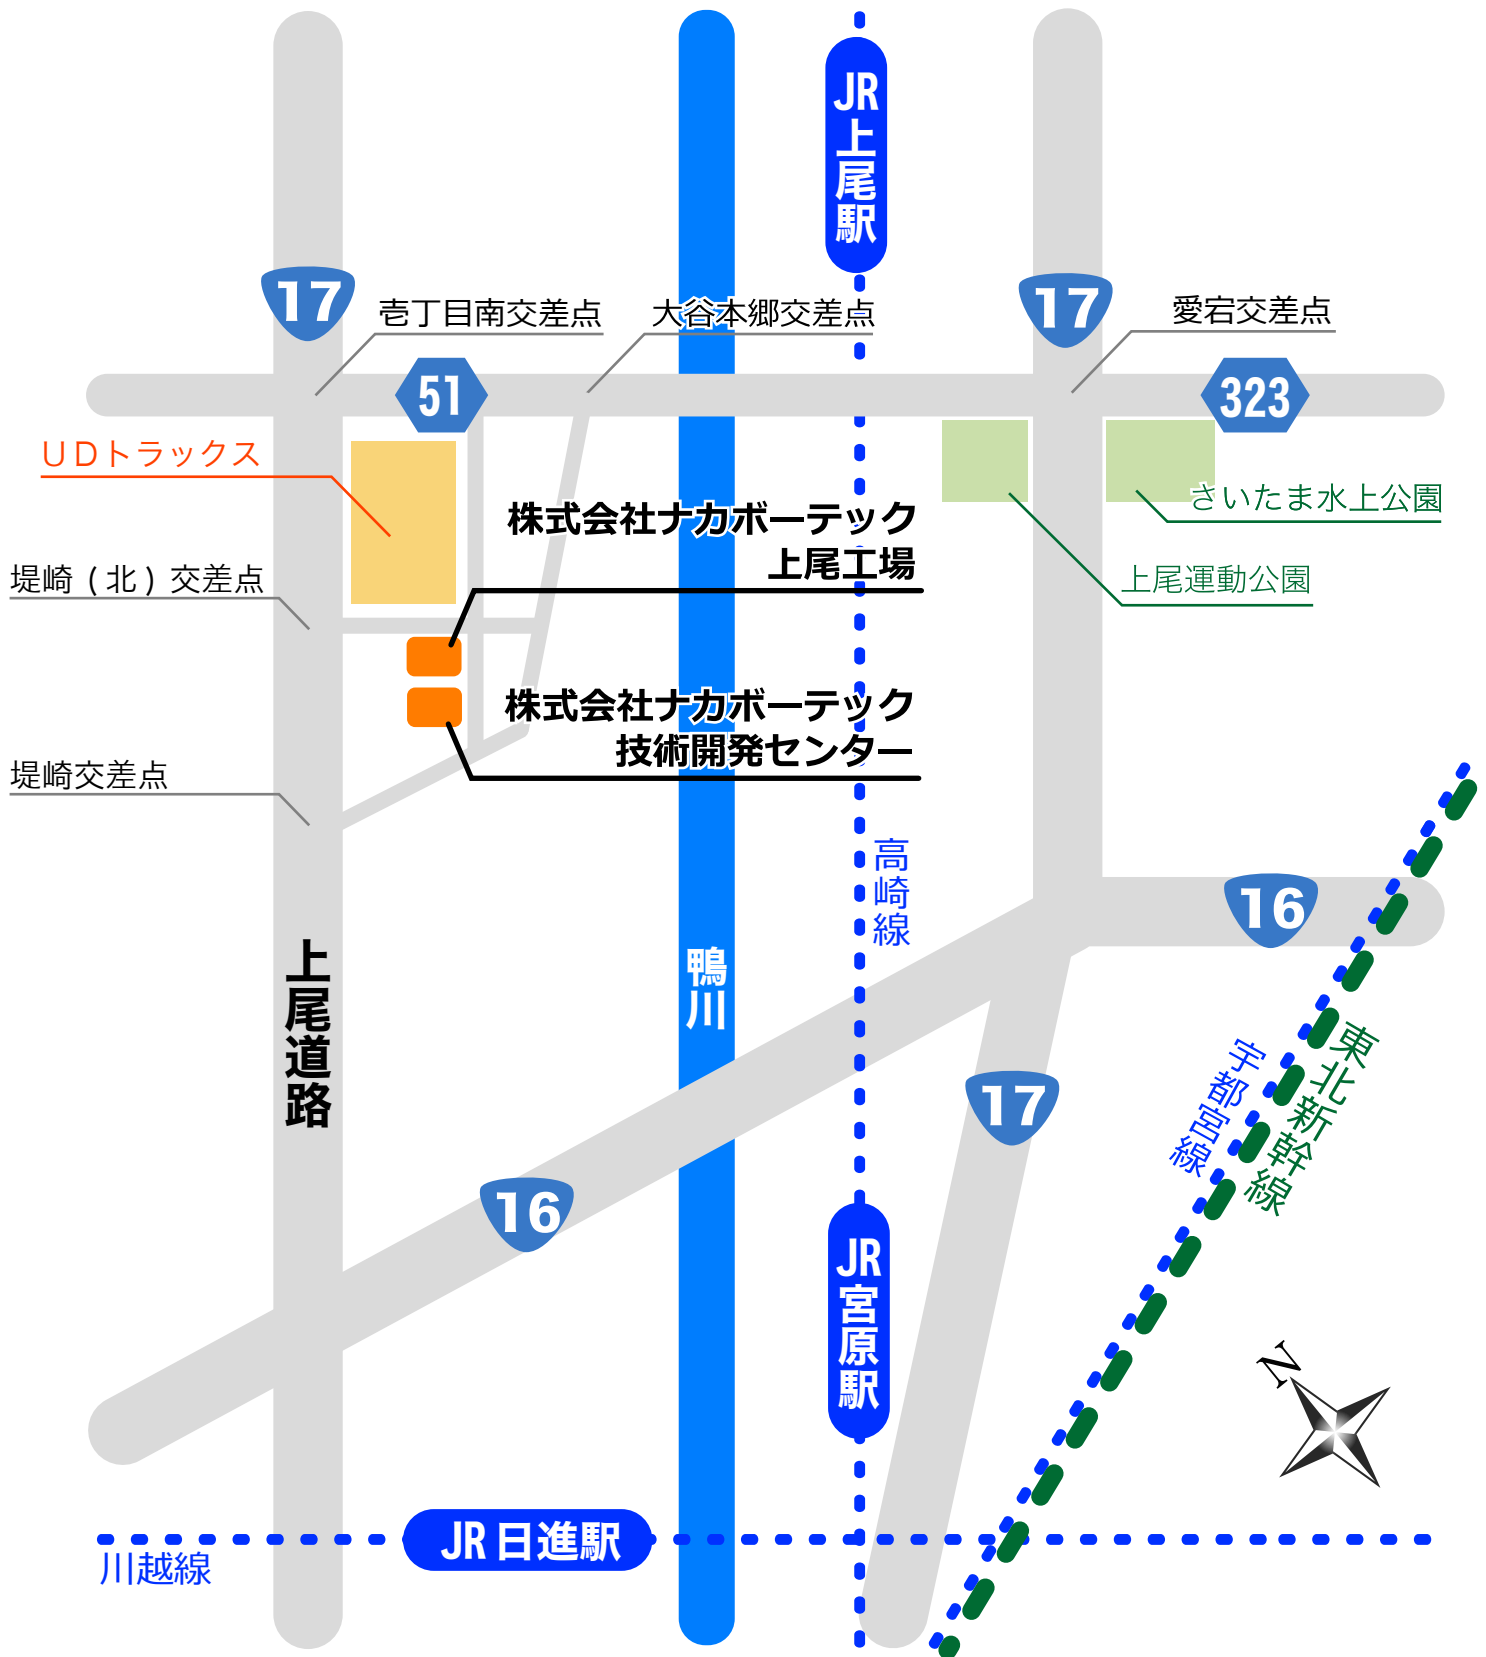 JR上尾駅
17
壱丁目南交差点
大谷本郷交差点
17
愛宕交差点
51
323
UDトラックス
さいたま水上公園
株式会社ナカボーテック
上尾工場
堤崎(北)交差点
上尾運動公園
株式会社ナカボーテック
技術開発センター
堤崎交差点
高崎線
16
上尾道路
鴨川
宇都宮線
東北新幹線
17
16
JR宮原駅
N
JR日進駅
川越線